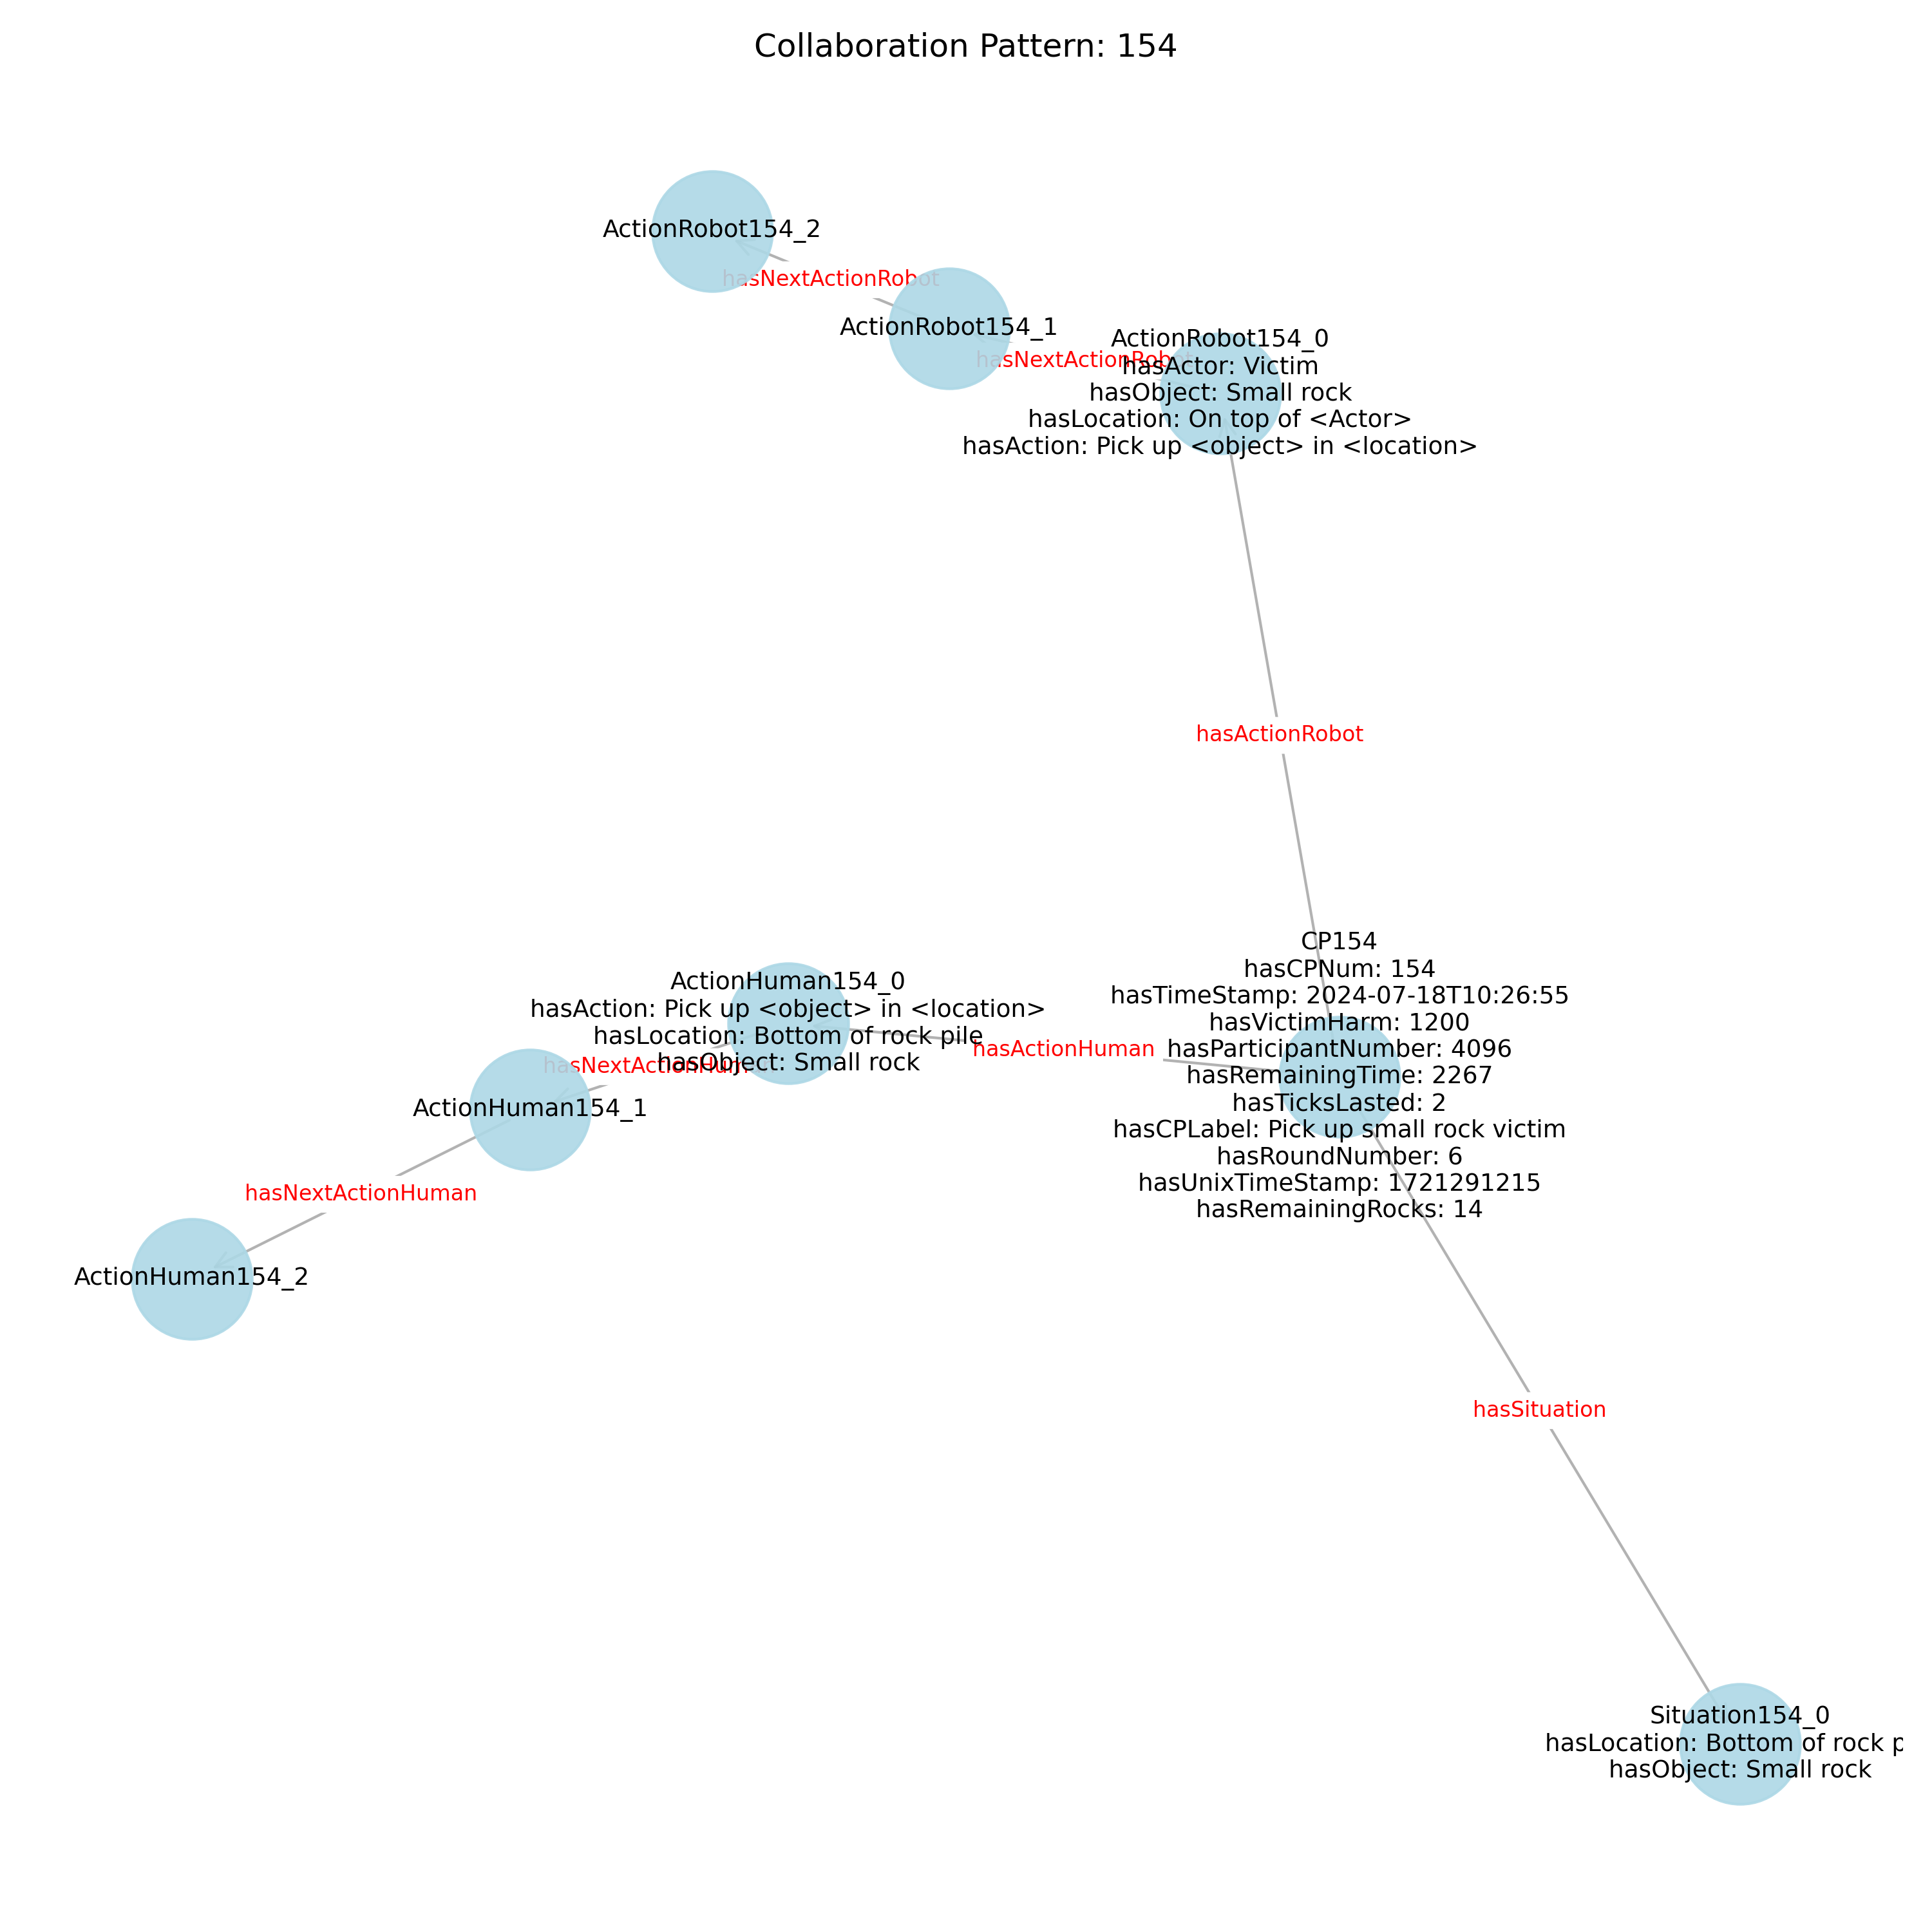 Collaboration Pattern: 154
ActionRobot154_2
hasNextActionRobot
ActionRobot154_1
hasNextActionRobot
ActionRobot154_0
hasActor: Victim
hasObject: Small rock
hasLocation: On top of <Actor>
hasAction: Pick up <object> in <location>
hasActionRobot
CP154
hasCPNum: 154
hasTimeStamp: 2024-07-18T10:26:55
hasVictimHarm: 1200
hasParticipantNumber: 4096
hasRemainingTime: 2267
hasTicksLasted: 2
hasCPLabel: Pick up small rock victim
hasRoundNumber: 6
hasUnixTimeStamp: 1721291215
hasRemainingRocks: 14
hasActionHuman
ActionHuman154_0
hasAction: Pick up <object> in <location>
hasLocation: Bottom of rock pile
hasObject: Small rock
hasNextActionHum
ActionHuman154_1
hasNextActionHuman
ActionHuman154_2
hasSituation
Situation154_0
hasLocation: Bottom of rock p
hasObject: Small rock